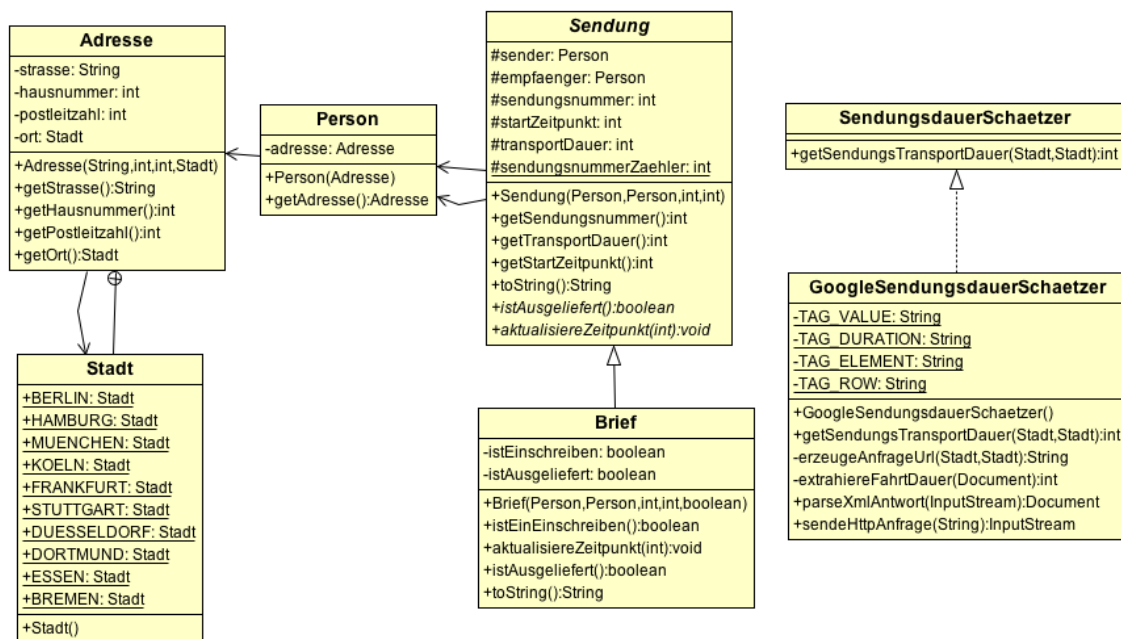 Adresse
-strasse: String
-hausnummer: int
-postleitzahl: int
-ort: Stadt
+Adresse(String,int,int,Stadt)
+getStrasse():String
+getHausnummer():int
+getPostleitzahl():int
+getOrt():Stadt
Stadt
+BERLIN: Stadt
+HAMBURG: Stadt
+MUENCHEN: Stadt
+KOELN: Stadt
+FRANKFURT: Stadt
+STUTTGART: Stadt
+DUESSELDORF: Stadt
+DORTMUND: Stadt
+ESSEN: Stadt
+BREMEN: Stadt
+Stadt()
Person
-adresse: Adresse
+Person(Adresse)
+getAdresse():Adresse
Sendung
#sender: Person
#empfaenger: Person
#sendungsnummer: int
#startZeitpunkt: int
#transportDauer: int
#sendungsnummerZaehler: int
+Sendung(Person,Person,int,int)
+getSendungsnummer():int
+getTransportDauer():int
+getStartZeitpunkt():int
+toString():String
+istAusgeliefert():boolean
+aktualisiereZeitpunkt(int):void
Brief
-istEinschreiben: boolean
-istAusgeliefert: boolean
+Brief(Person,Person,int,int,boolean)
+istEinEinschreiben():boolean
+aktualisiereZeitpunkt(int):void
+istAusgeliefert():boolean
+toString():String
SendungsdauerSchaetzer
+getSendungsTransportDauer(Stadt,Stadt):int
GoogleSendungsdauerSchaetzer
-TAG_VALUE: String
-TAG_DURATION: String
-TAG_ELEMENT: String
-TAG_ROW: String
+GoogleSendungsdauerSchaetzer()
+getSendungsTransportDauer(Stadt,Stadt):int
-erzeugeAnfrageUrl(Stadt,Stadt):String
-extrahiereFahrtDauer(Document):int
+parseXmlAntwort(InputStream):Document
+sendeHttpAnfrage(String):InputStream